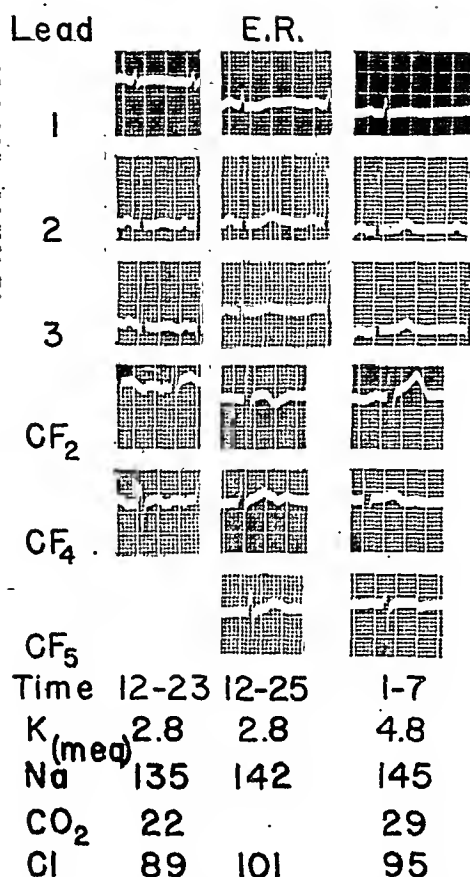 Lead E.R.
1
2
3
CF2
CF4
CF5
Time 12-23 12-25 1-7
K (meq) 2.8 2.8 4.8
Na 135 142 145
CO2 22 29
Cl 89 101 95